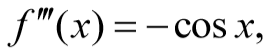 f'''(x) = −cos x,